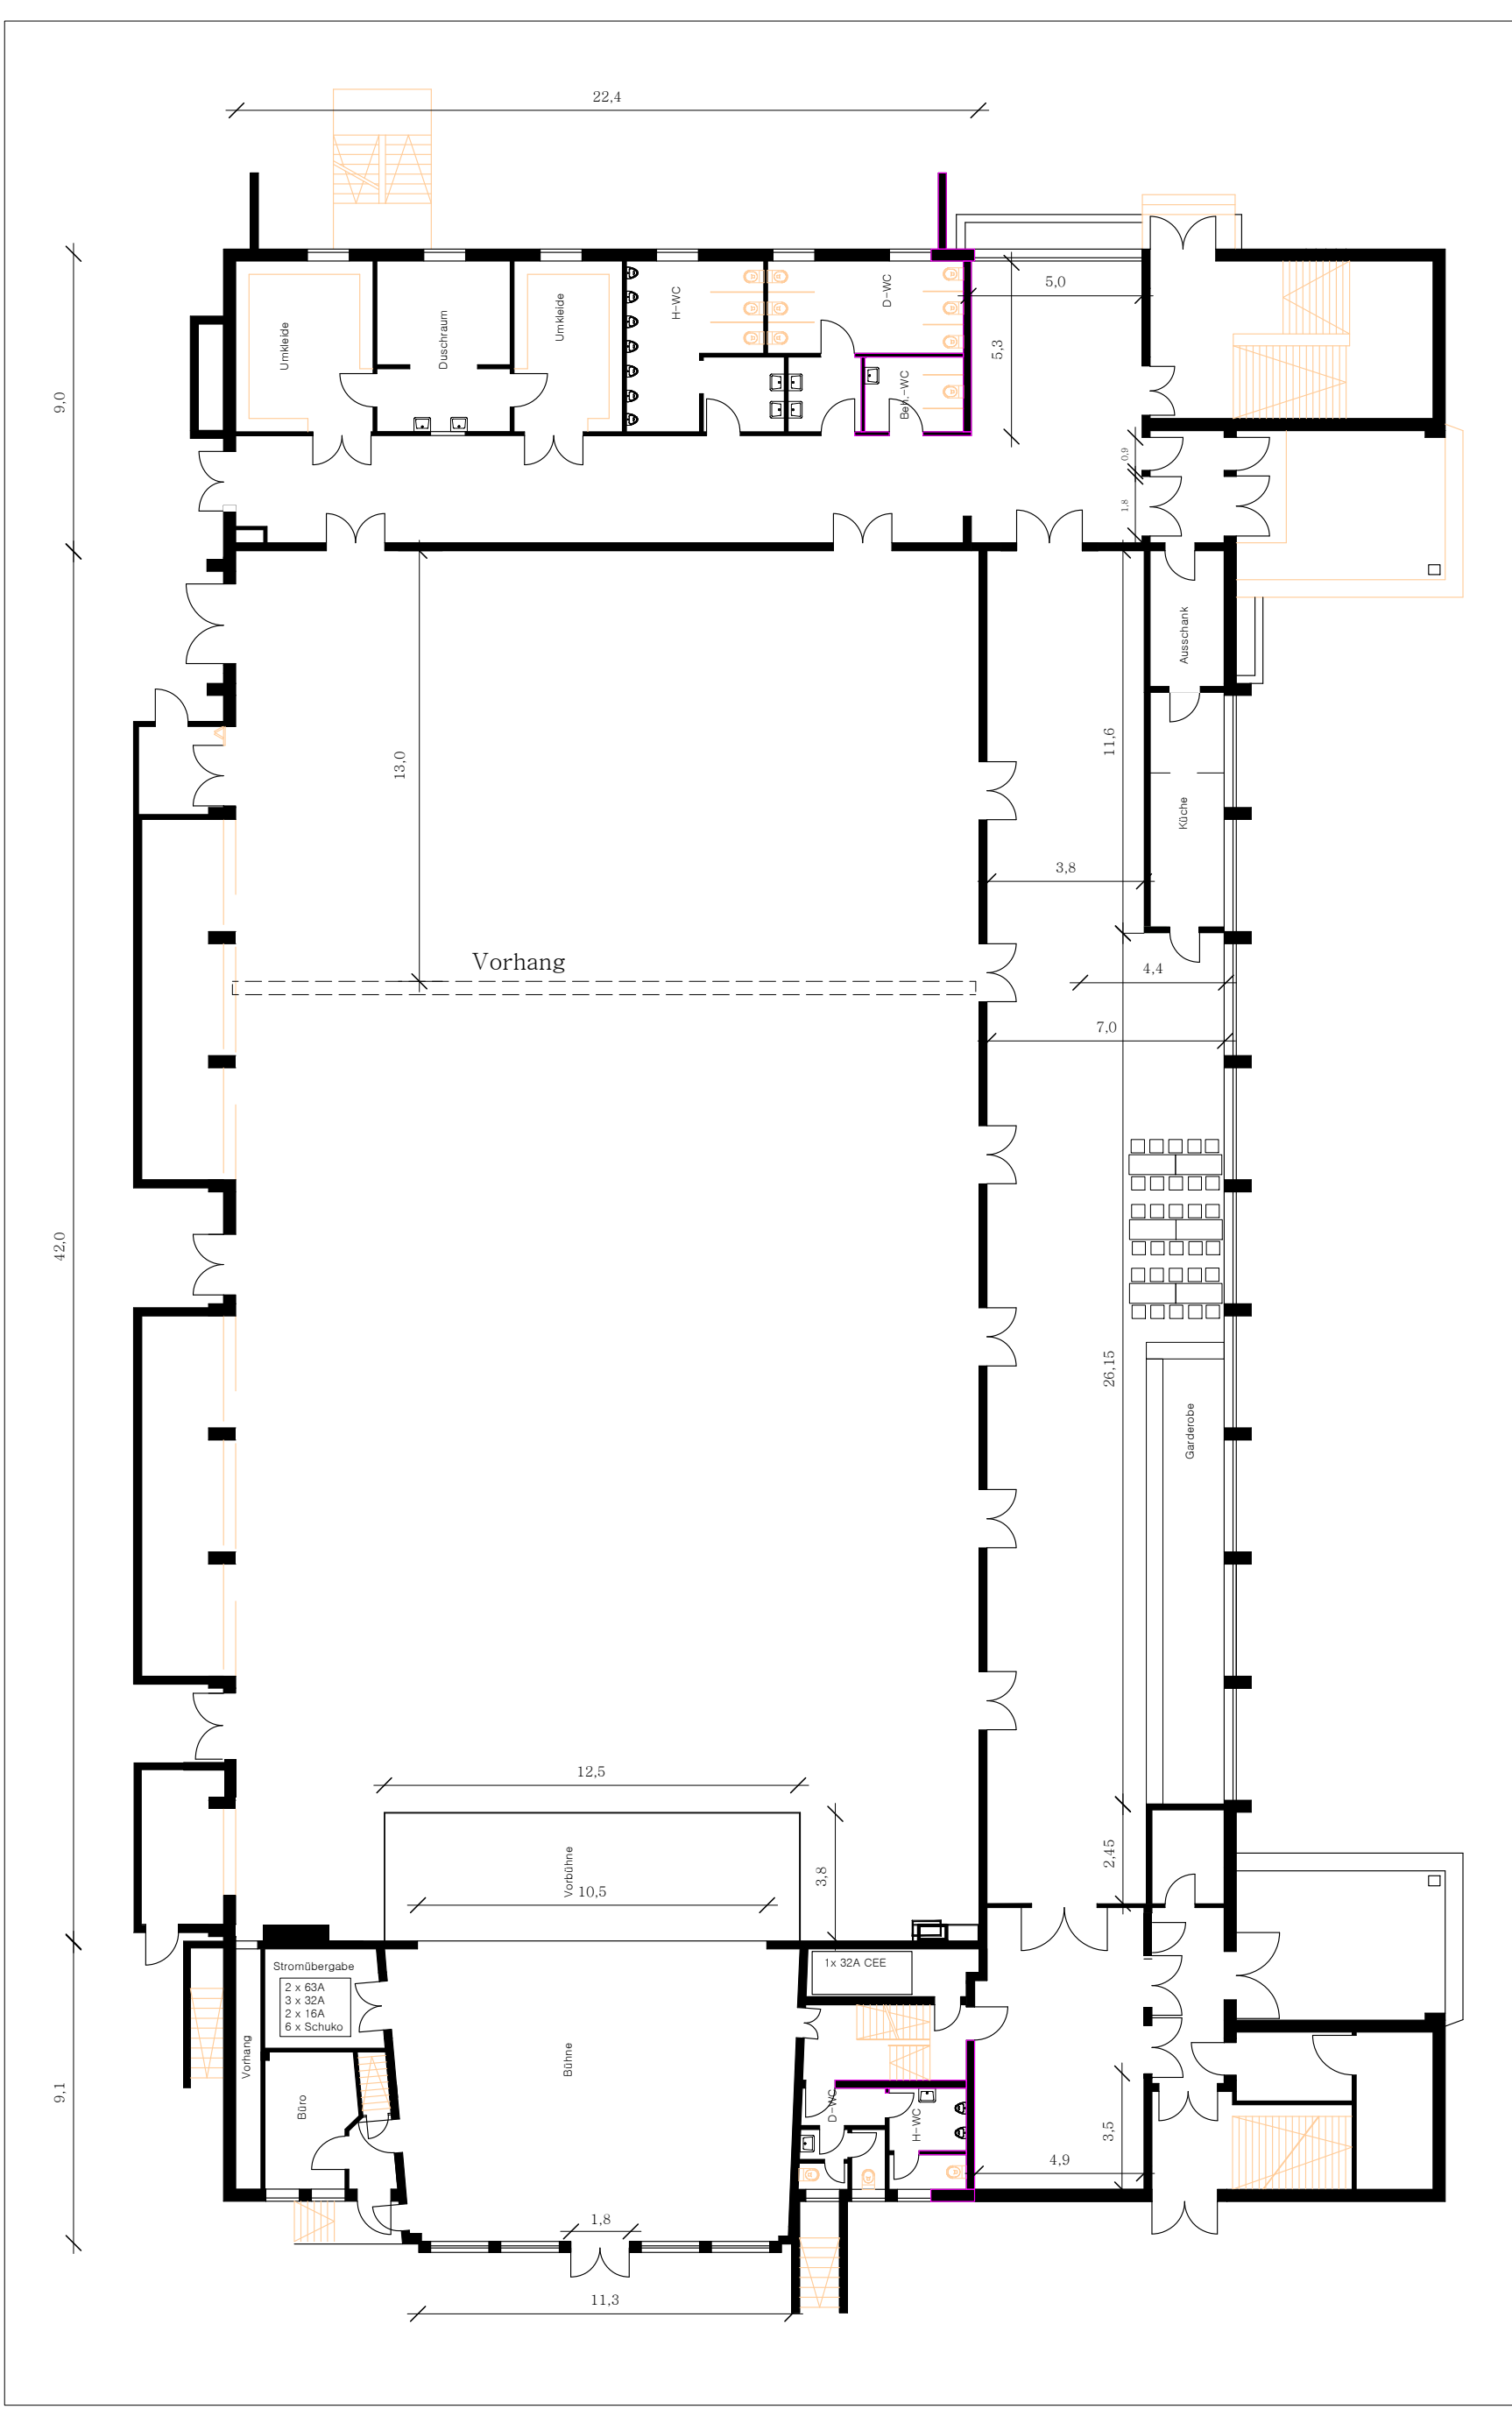 22,4
9,0
Umkleide
Duschraum
Umkleide
H-WC
D-WC
Beh.-WC
5,0
5,3
0,9
1,8
Ausschank
13,0
11,6
Küche
3,8
Vorhang
4,4
7,0
42,0
26,15
Garderobe
12,5
Vorbühne
10,5
3,8
2,45
Stromübergabe
2 x 63A
3 x 32A
2 x 16A
6 x Schuko
1x 32A CEE
Vorhang
Bühne
Büro
D-WC
H-WC
9,1
3,5
4,9
1,8
11,3